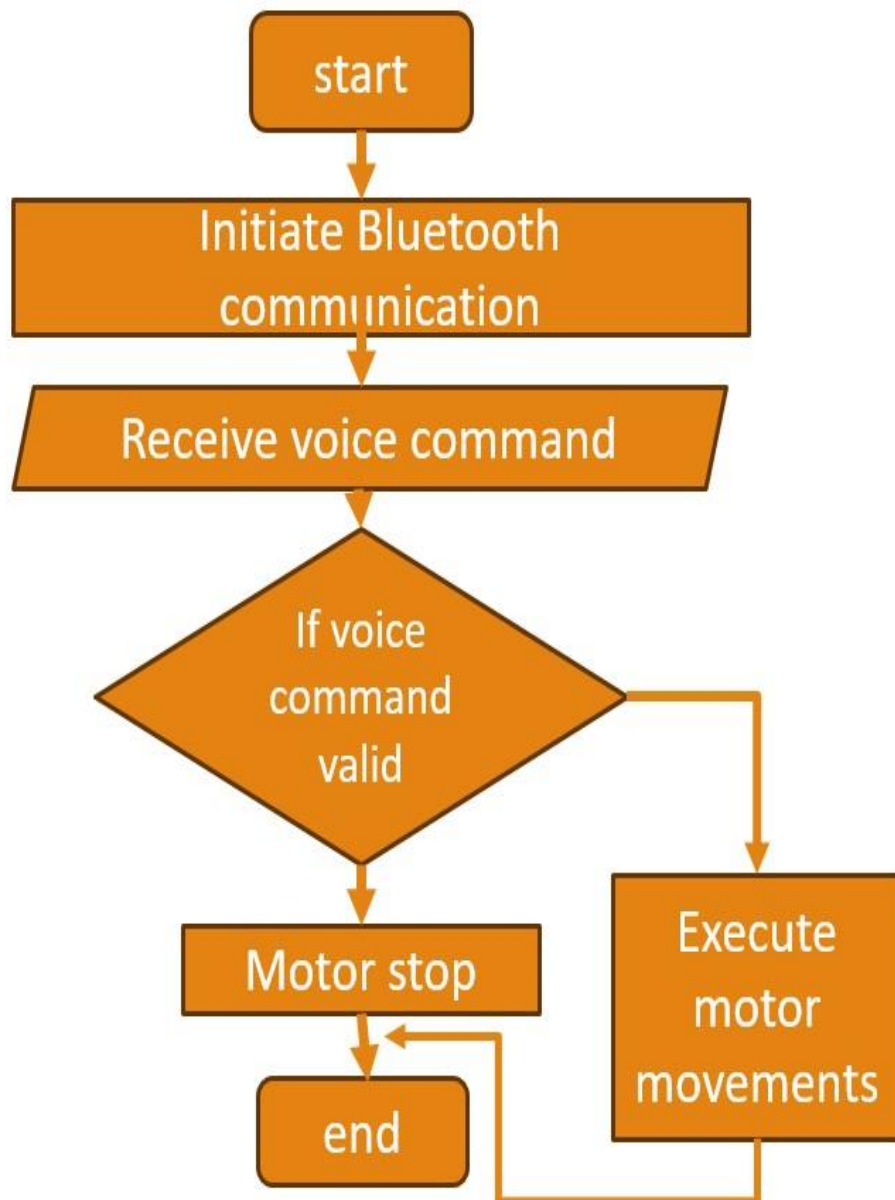 start
Initiate Bluetooth
communication
Receive voice command
If voice
command
valid
Motor stop
Execute
motor
movements
end